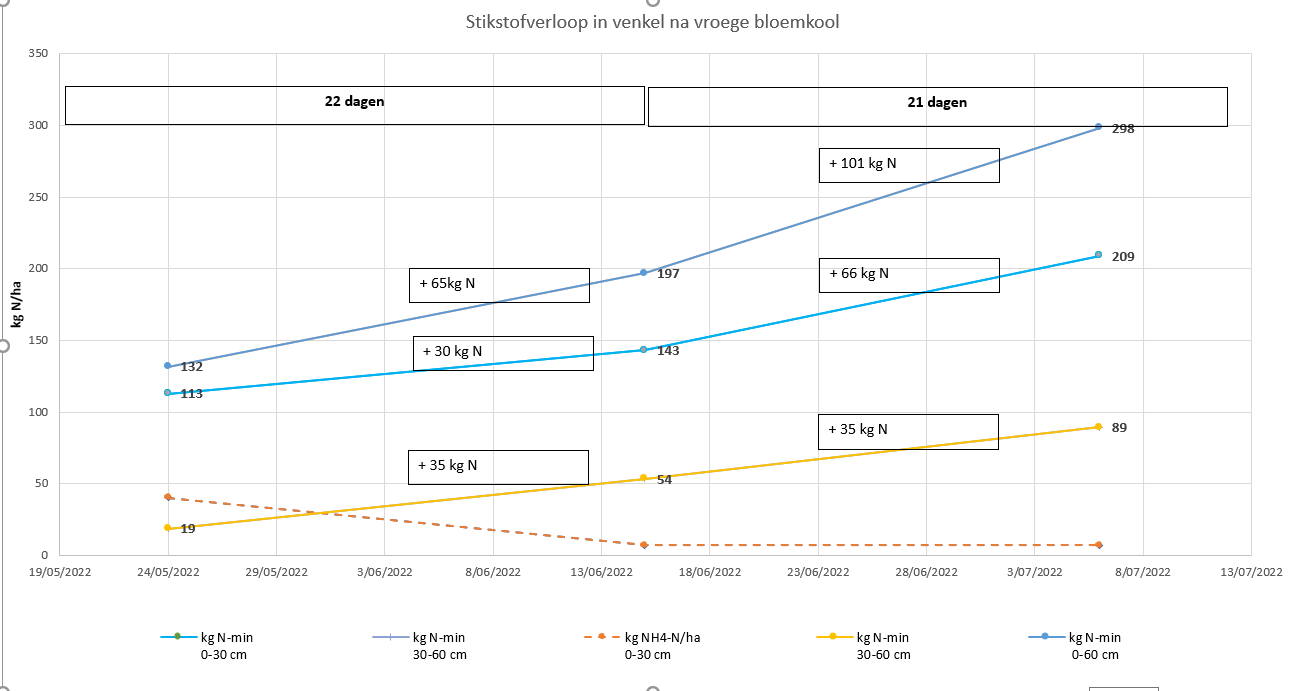 Stikstofverloop in venkel na vroege bloemkool
350
22 dagen
21 dagen
300
298
+ 101 kg N
250
+ 65kg N
200
197
+ 66 kg N
209
kg N/ha
150
132
+ 30 kg N
143
113
100
+ 35 kg N
+ 35 kg N
89
50
54
19
0
19/05/2022 24/05/2022 29/05/2022 3/06/2022 8/06/2022 13/06/2022 18/06/2022 23/06/2022 28/06/2022 3/07/2022 8/07/2022 13/07/2022
kg N-min
0-30 cm
kg N-min
30-60 cm
kg NH4-N/ha
0-30 cm
kg N-min
30-60 cm
kg N-min
0-60 cm